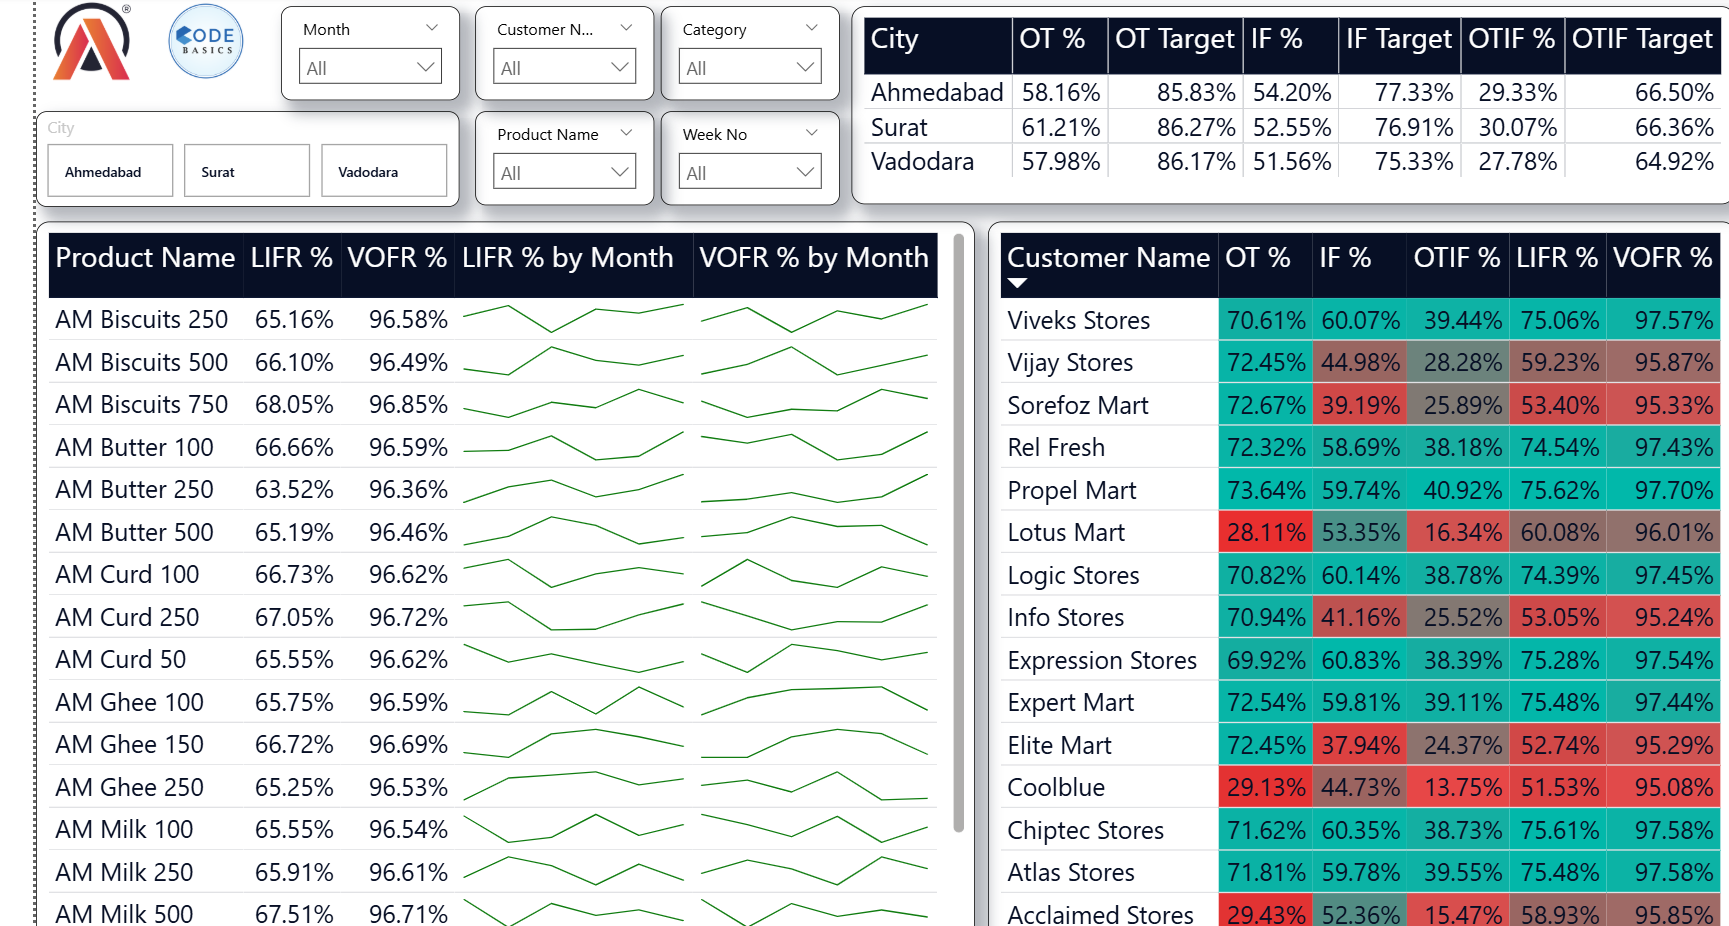 ®
CODE
BASICS
Month
All
Customer N...
All
Category
All
City
Ahmedabad
Surat
Vadodara
Product Name
All
Week No
All
City OT % OT Target IF % IF Target OTIF % OTIF Target
Ahmedabad 58.16% 85.83% 54.20% 77.33% 29.33% 66.50%
Surat 61.21% 86.27% 52.55% 76.91% 30.07% 66.36%
Vadodara 57.98% 86.17% 51.56% 75.33% 27.78% 64.92%
Product Name LIFR % VOFR % LIFR % by Month VOFR % by Month
AM Biscuits 250 65.16% 96.58%
AM Biscuits 500 66.10% 96.49%
AM Biscuits 750 68.05% 96.85%
AM Butter 100 66.66% 96.59%
AM Butter 250 63.52% 96.36%
AM Butter 500 65.19% 96.46%
AM Curd 100 66.73% 96.62%
AM Curd 250 67.05% 96.72%
AM Curd 50 65.55% 96.62%
AM Ghee 100 65.75% 96.59%
AM Ghee 150 66.72% 96.69%
AM Ghee 250 65.25% 96.53%
AM Milk 100 65.55% 96.54%
AM Milk 250 65.91% 96.61%
AM Milk 500 67.51% 96.71%
Customer Name OT % IF % OTIF % LIFR % VOFR %
Viveks Stores 70.61% 60.07% 39.44% 75.06% 97.57%
Vijay Stores 72.45% 44.98% 28.28% 59.23% 95.87%
Sorefoz Mart 72.67% 39.19% 25.89% 53.40% 95.33%
Rel Fresh 72.32% 58.69% 38.18% 74.54% 97.43%
Propel Mart 73.64% 59.74% 40.92% 75.62% 97.70%
Lotus Mart 28.11% 53.35% 16.34% 60.08% 96.01%
Logic Stores 70.82% 60.14% 38.78% 74.39% 97.45%
Info Stores 70.94% 41.16% 25.52% 53.05% 95.24%
Expression Stores 69.92% 60.83% 38.39% 75.28% 97.54%
Expert Mart 72.54% 59.81% 39.11% 75.48% 97.44%
Elite Mart 72.45% 37.94% 24.37% 52.74% 95.29%
Coolblue 29.13% 44.73% 13.75% 51.53% 95.08%
Chiptec Stores 71.62% 60.35% 38.73% 75.61% 97.58%
Atlas Stores 71.81% 59.78% 39.55% 75.48% 97.58%
Acclaimed Stores 29.43% 52.36% 15.47% 58.93% 95.85%